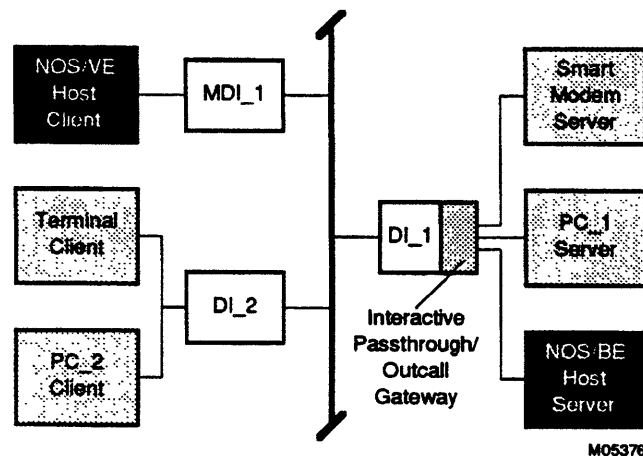 NOS/VE
Host
Client
MDI_1
Smart
Modem
Server
Terminal
Client
DI_1
PC_1
Server
DI_2
PC_2
Client
Interactive
Passthrough/
Outcall
Gateway
NOS/BE
Host
Server
M05376